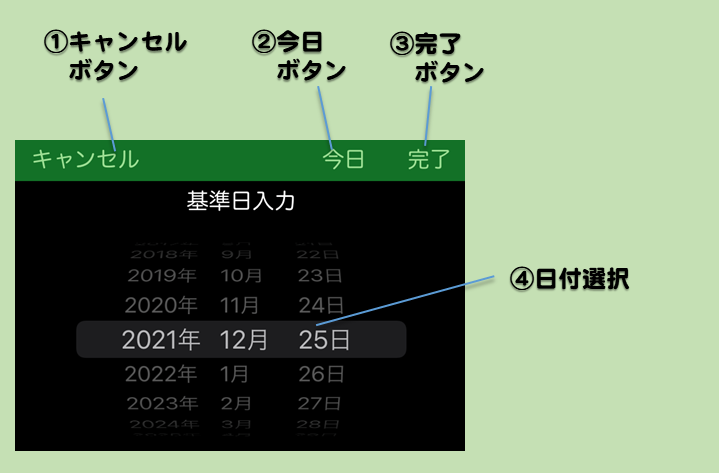 ①キャンセル
ボタン
②今日
ボタン
③完了
ボタン
キャンセル 今日 完了
基準日入力
2018年 9月 22日
2019年 10月 23日
2020年 11月 24日
④日付選択
2021年 12月 25日
2022年 1月 26日
2023年 2月 27日
2024年 3月 28日